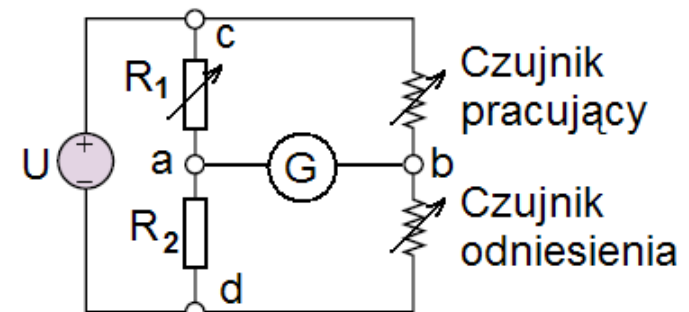 c
R1
Czujnik
pracujący
U
+
−
a
G
b
R2
Czujnik
odniesienia
d